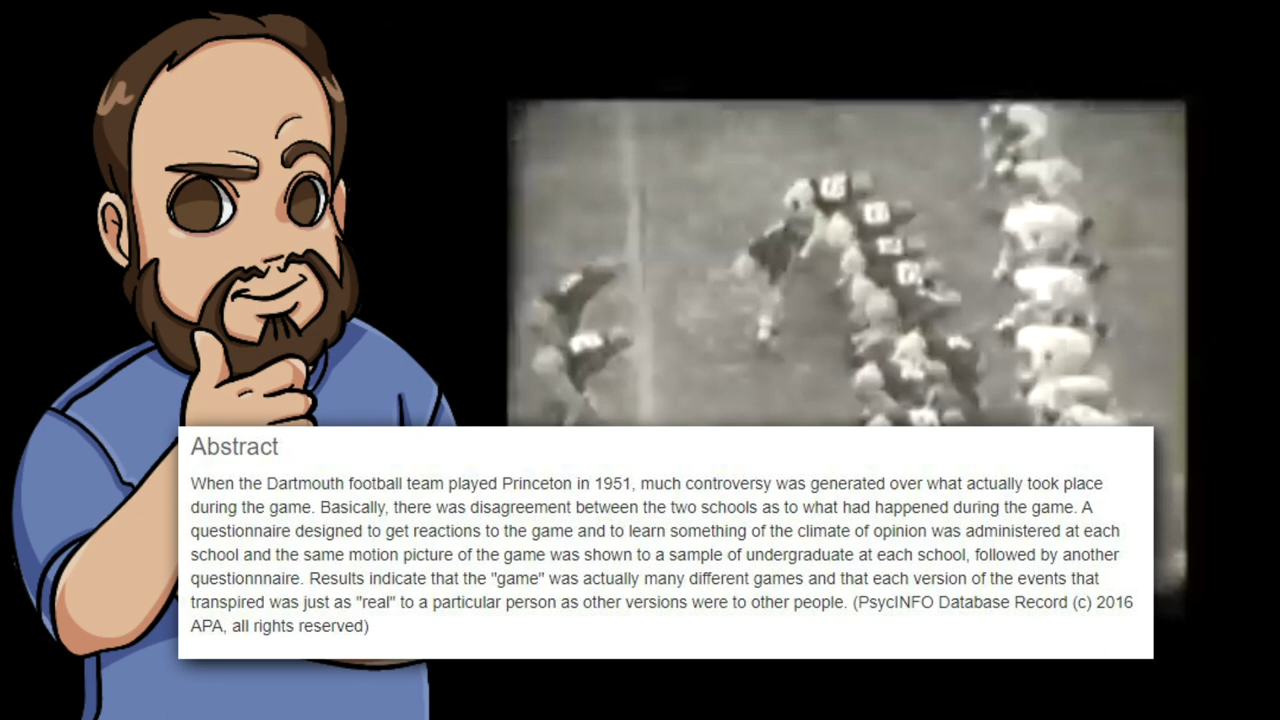 Abstract
When the Dartmouth football team played Princeton in 1951, much controversy was generated over what actually took place
during the game. Basically, there was disagreement between the two schools as to what had happened during the game. A
questionnaire designed to get reactions to the game and to learn something of the climate of opinion was administered at each
school and the same motion picture of the game was shown to a sample of undergraduate at each school, followed by another
questionnnaire. Results indicate that the "game" was actually many different games and that each version of the events that
transpired was just as "real" to a particular person as other versions were to other people. (PsycINFO Database Record (c) 2016
APA, all rights reserved)